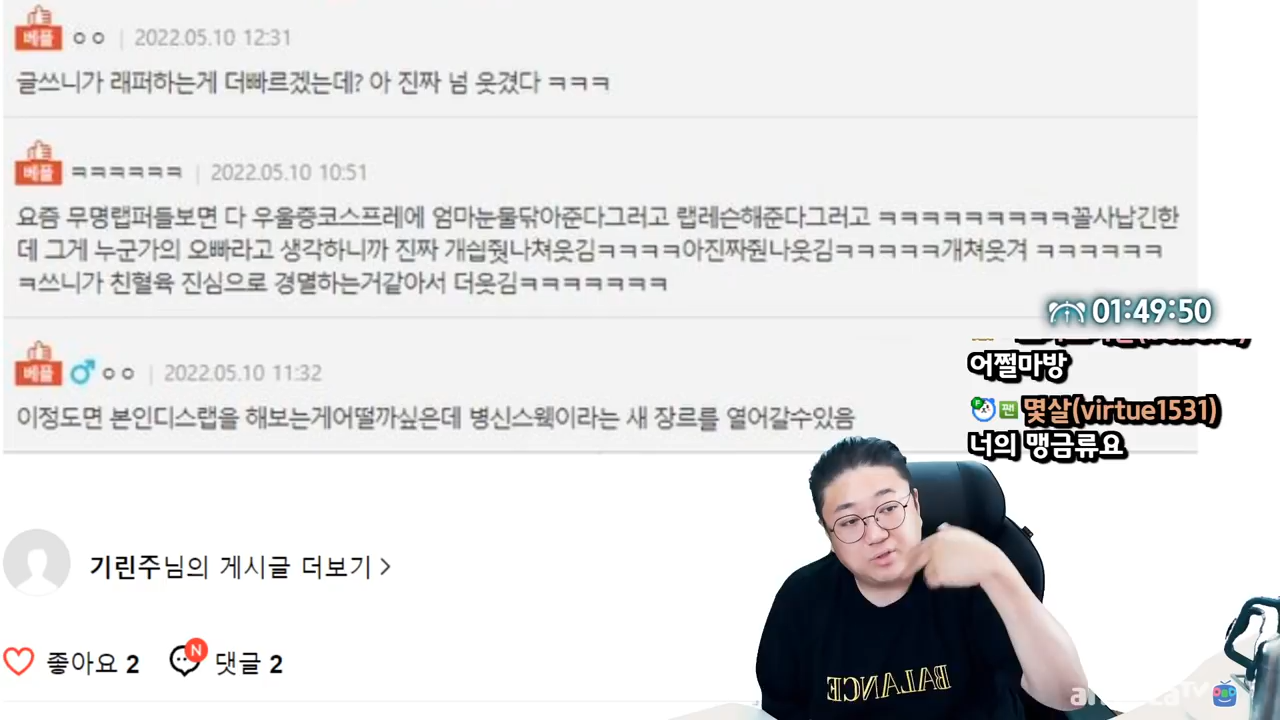 베플 ㅇㅇ | 2022.05.10 12:31
글쓰니가 래퍼하는게 더빠르겠는데? 아 진짜 넘 웃겼다 ㅋㅋㅋ
베플 ㅋㅋㅋㅋㅋㅋ | 2022.05.10 10:51
요즘 무명랩퍼들보면 다 우울증코스프레에 엄마눈물닦아준다그러고 랩레슨해준다그러고 ㅋㅋㅋㅋㅋㅋㅋㅋㅋㅋ꼴사납긴한
데 그게 누군가의 오빠라고 생각하니까 진짜 개쉽줫나쳐웃김ㅋㅋㅋㅋ아진짜줜나웃김ㅋㅋㅋㅋㅋ개쳐웃겨 ㅋㅋㅋㅋㅋㅋ
ㅋ쓰니가 친혈육 진심으로 경멸하는거같아서 더웃김ㅋㅋㅋㅋㅋㅋㅋ
01:49:50
어쩔마방
베플 ♂ ㅇㅇ | 2022.05.10 11:32
F 팬 몇살(virtue1531)
이정도면 본인디스랩을 해보는게어떨까싶은데 병신스웩이라는 새 장르를 열어갈수있음
너의 맹금류요
기린주님의 게시글 더보기 >
좋아요 2 N 댓글 2
BALANCE
TV